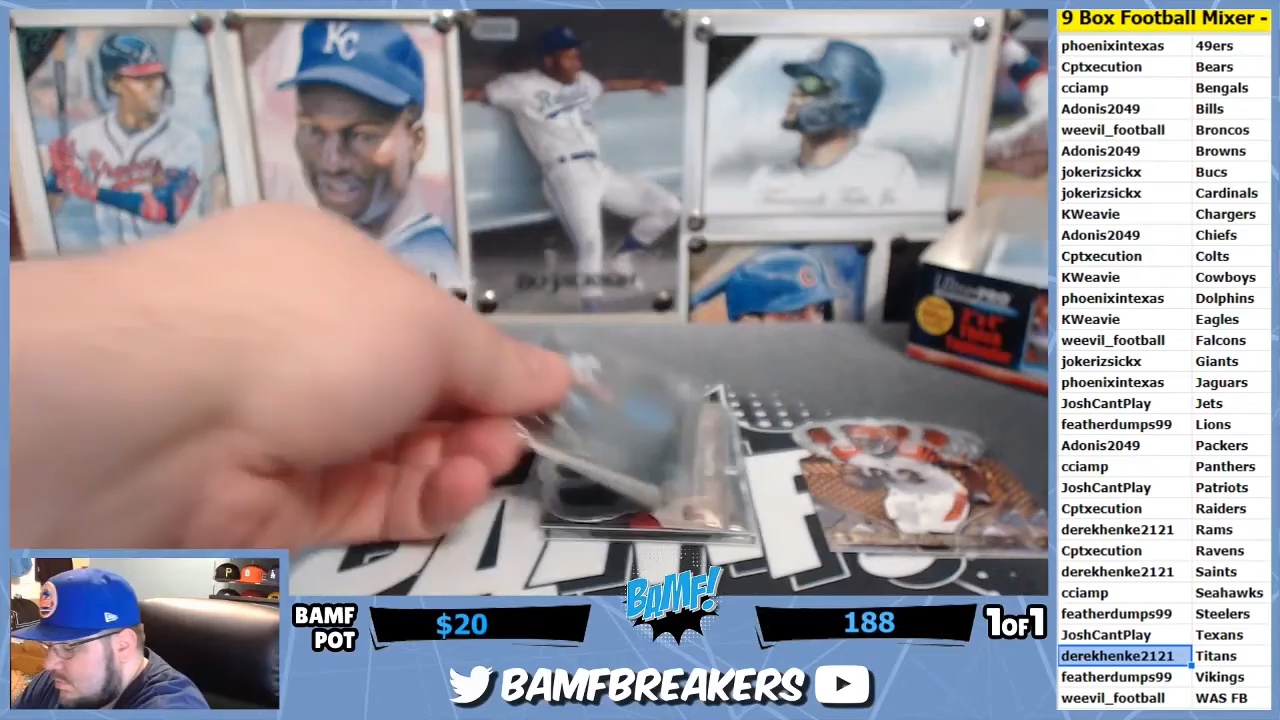 9 Box Football Mixer -
phoenixintexas 49ers
Cptxecution Bears
cciamp Bengals
Adonis2049 Bills
weevil_football Broncos
Adonis2049 Browns
jokerizsickx Bucs
jokerizsickx Cardinals
KWeavie Chargers
Adonis2049 Chiefs
Cptxecution Colts
KWeavie Cowboys
phoenixintexas Dolphins
KWeavie Eagles
weevil_football Falcons
jokerizsickx Giants
phoenixintexas Jaguars
JoshCantPlay Jets
featherdumps99 Lions
Adonis2049 Packers
cciamp Panthers
JoshCantPlay Patriots
Cptxecution Raiders
derekhenke2121 Rams
Cptxecution Ravens
derekhenke2121 Saints
cciamp Seahawks
featherdumps99 Steelers
JoshCantPlay Texans
derekhenke2121 Titans
featherdumps99 Vikings
weevil_football WAS FB
KC
BO JACKSON
BAMF
POT
$20
BAMF!
188
1OF1
BAMFBREAKERS